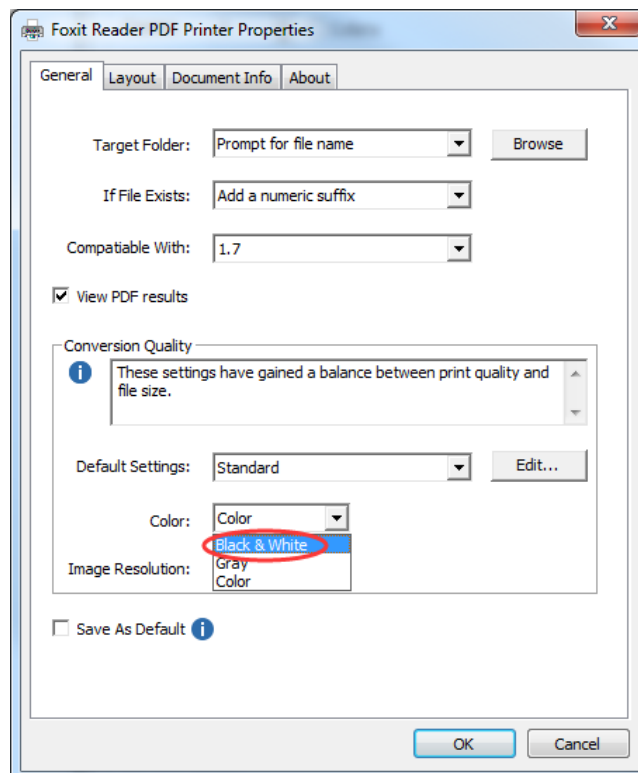 Foxit Reader PDF Printer Properties
General Layout Document Info About
Target Folder: Prompt for file name Browse
If File Exists: Add a numeric suffix
Compatiable With: 1.7
View PDF results
Conversion Quality
These settings have gained a balance between print quality and
file size.
Default Settings: Standard Edit...
Color: Color
Black & White
Gray
Image Resolution:
Color
Save As Default
OK Cancel